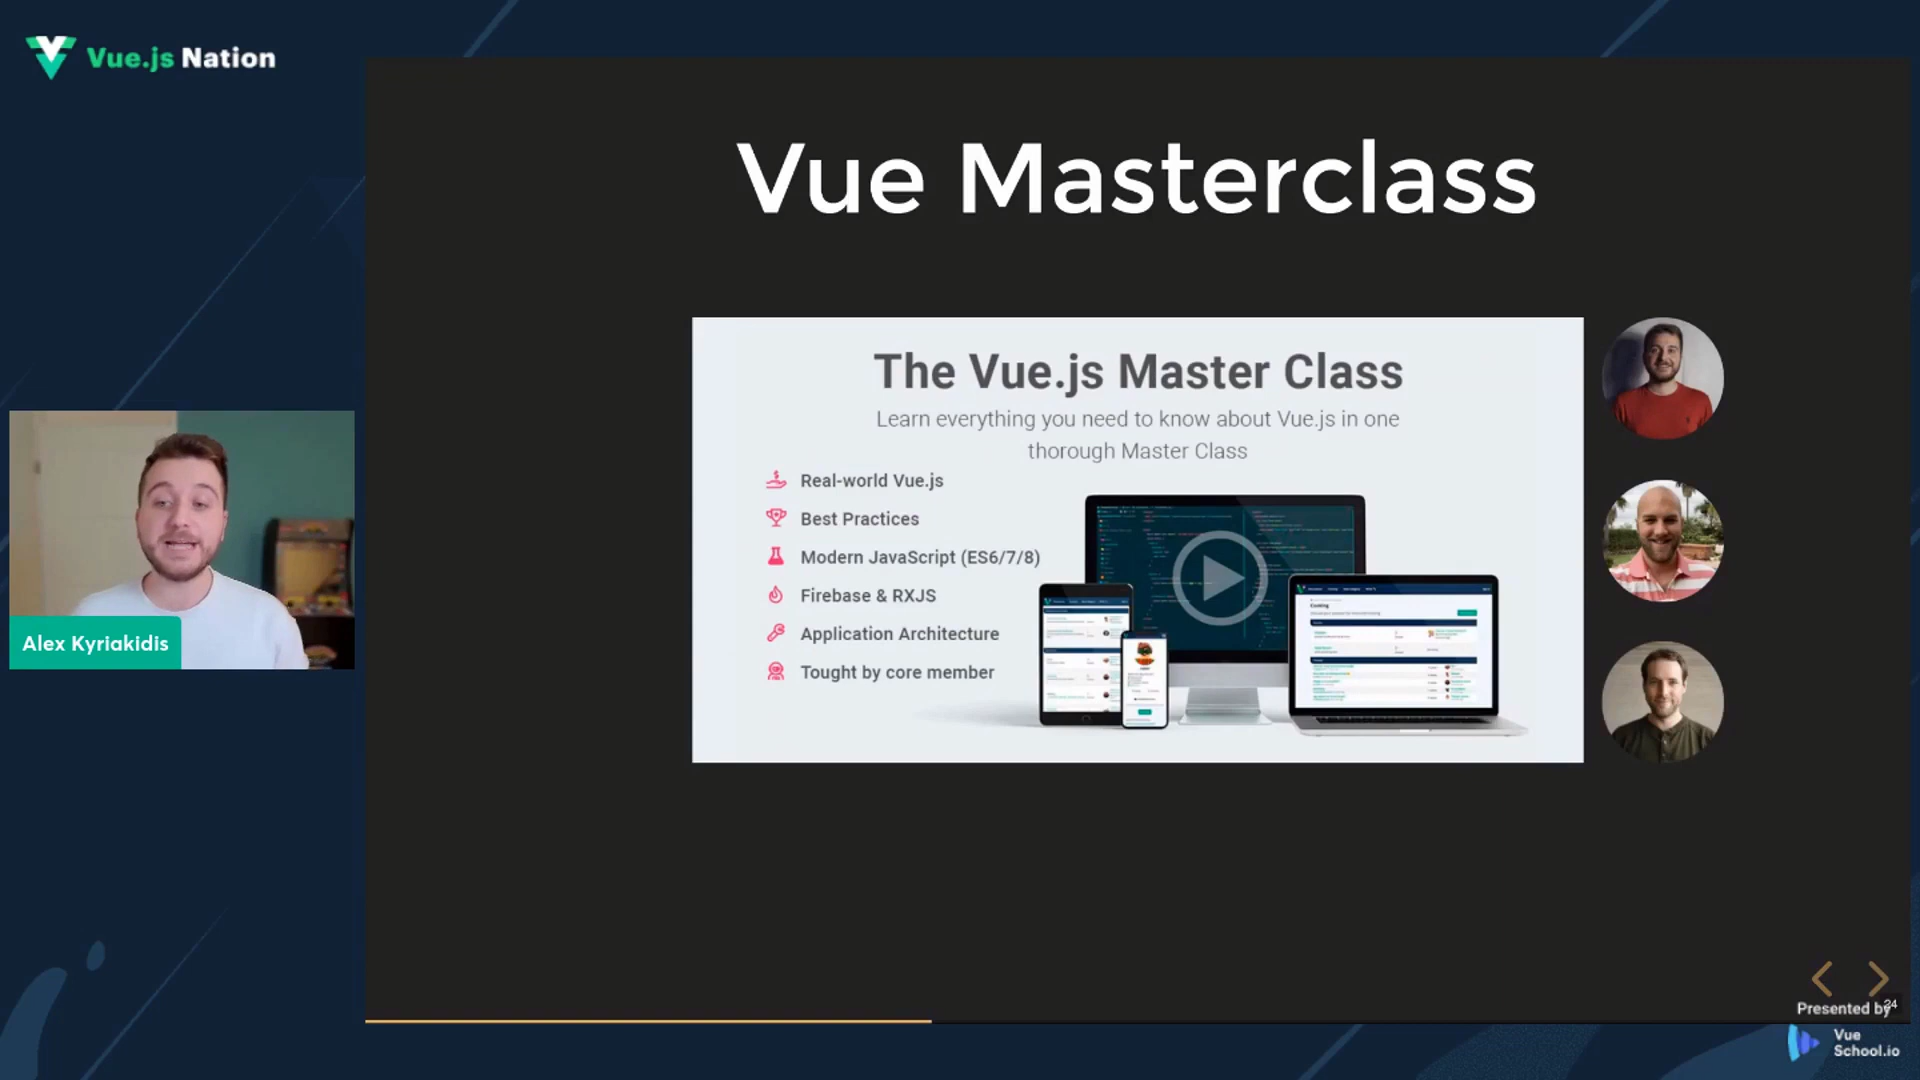 Vue.js Nation
Vue Masterclass
The Vue.js Master Class
Learn everything you need to know about Vue.js in one
thorough Master Class
Real-world Vue.js
Best Practices
Modern JavaScript (ES6/7/8)
Firebase & RXJS
Application Architecture
Tought by core member
Alex Kyriakidis
24
Presented by
Vue
School.io